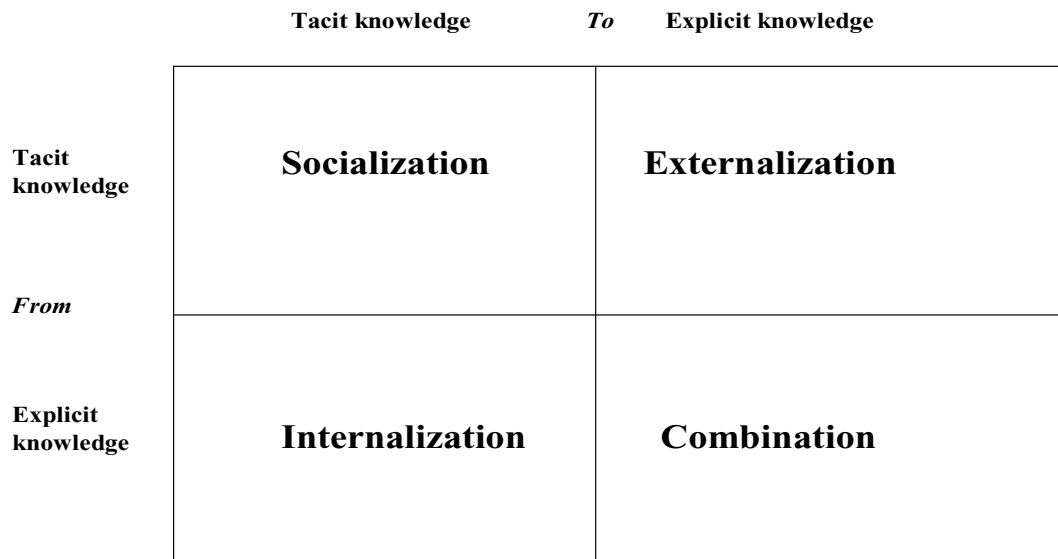 Tacit knowledge To Explicit knowledge
Tacit
knowledge
Socialization Externalization
From
Explicit
knowledge
Internalization Combination